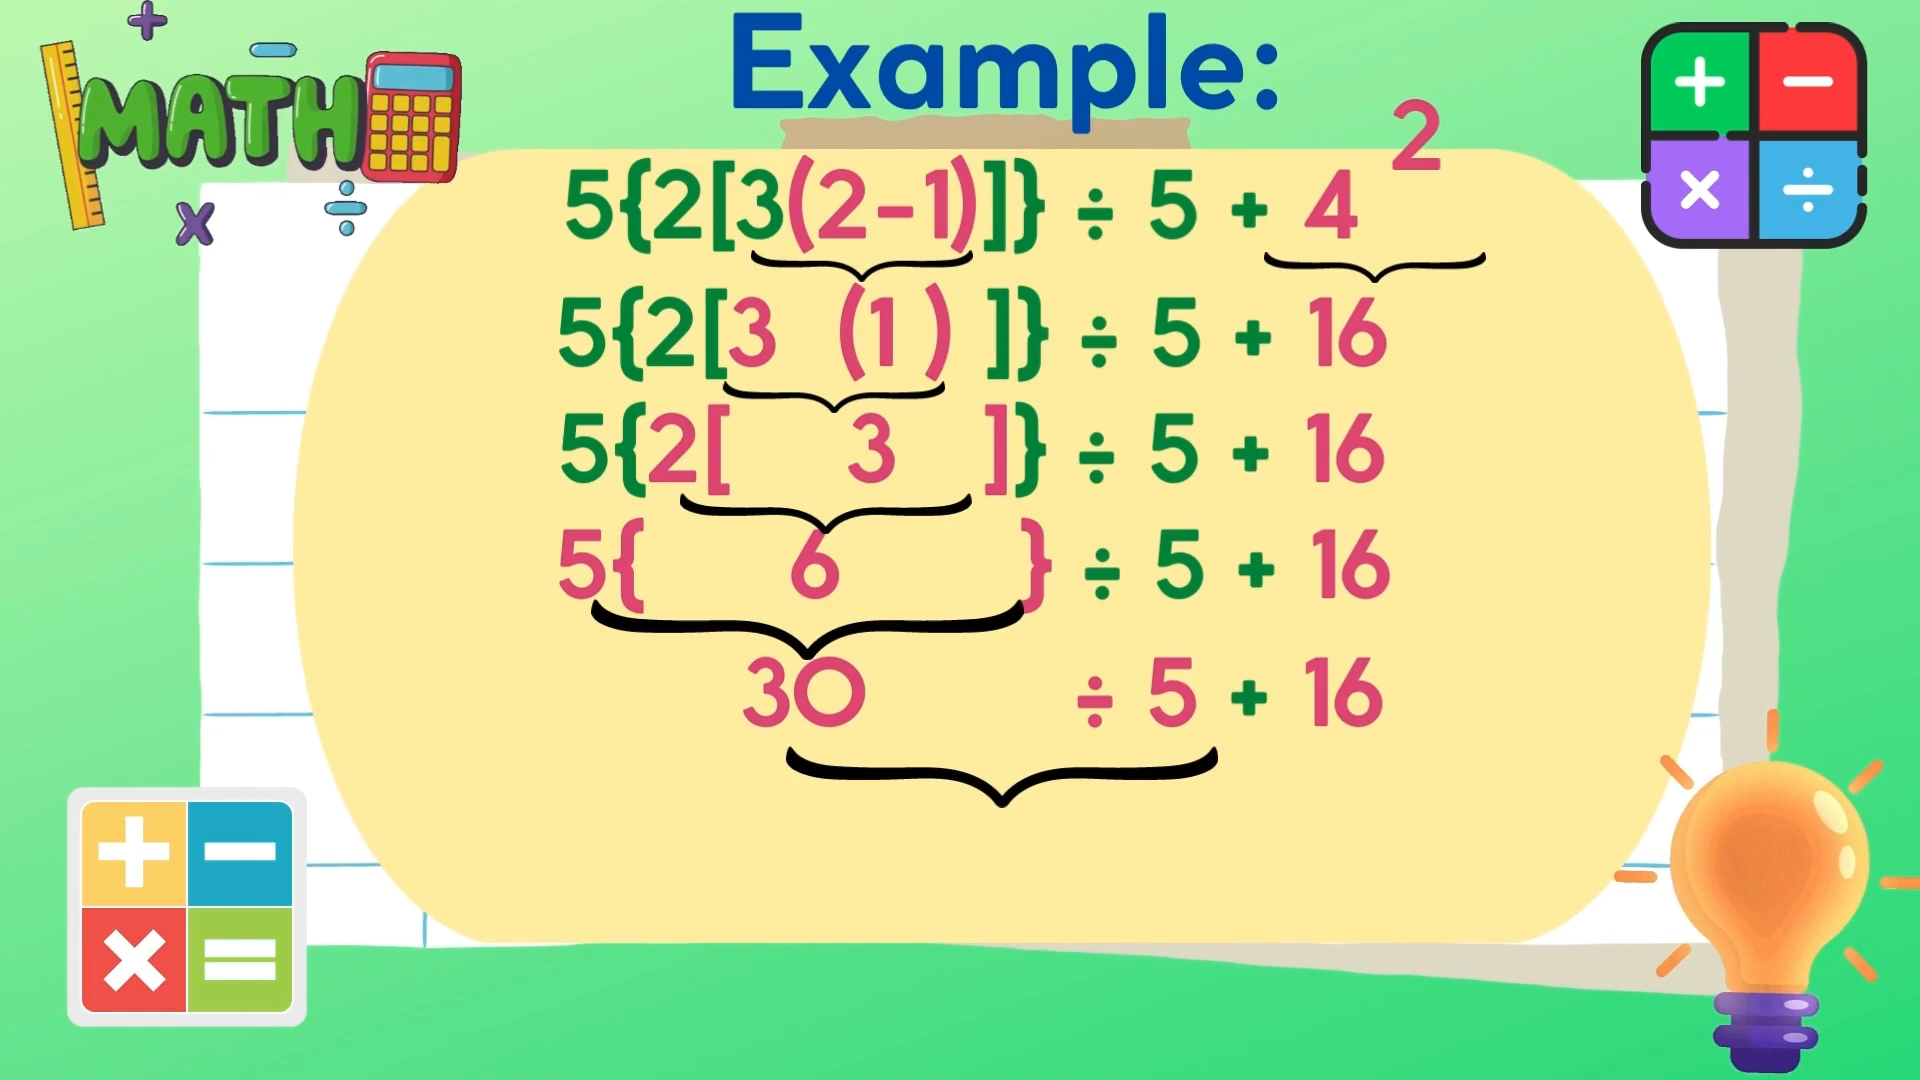 MATH
Example:
5{2[3(2-1)]} ÷ 5 + 4²
5{2[3 (1)]} ÷ 5 + 16
5{2[ 3 ]} ÷ 5 + 16
5{ 6 } ÷ 5 + 16
30 ÷ 5 + 16